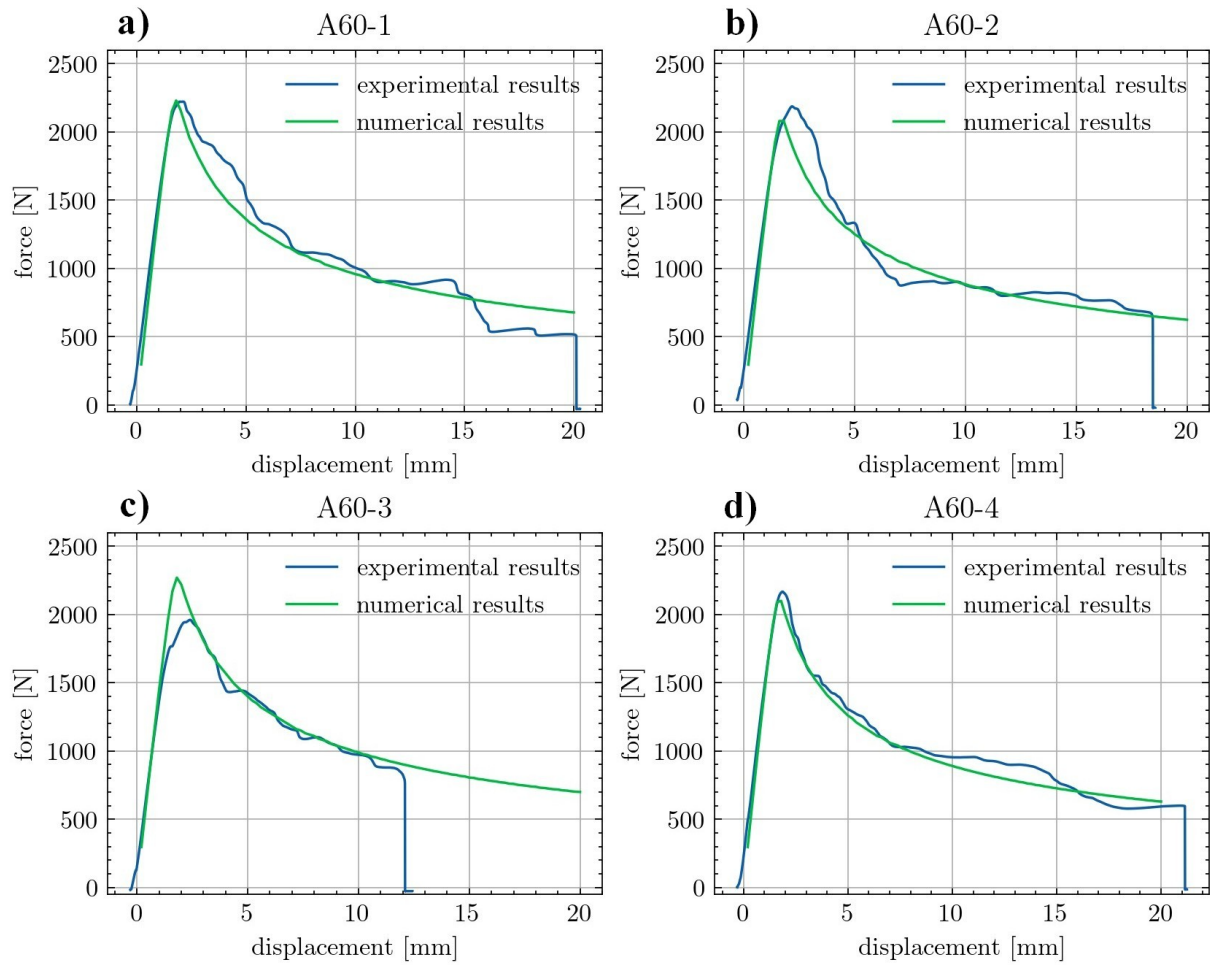 a) A60-1
2500
2000
1500
1000
500
0
force [N]
experimental results
numerical results
0 5 10 15 20
displacement [mm]
b) A60-2
2500
2000
1500
1000
500
0
force [N]
experimental results
numerical results
0 5 10 15 20
displacement [mm]
c) A60-3
2500
2000
1500
1000
500
0
force [N]
experimental results
numerical results
0 5 10 15 20
displacement [mm]
d) A60-4
2500
2000
1500
1000
500
0
force [N]
experimental results
numerical results
0 5 10 15 20
displacement [mm]